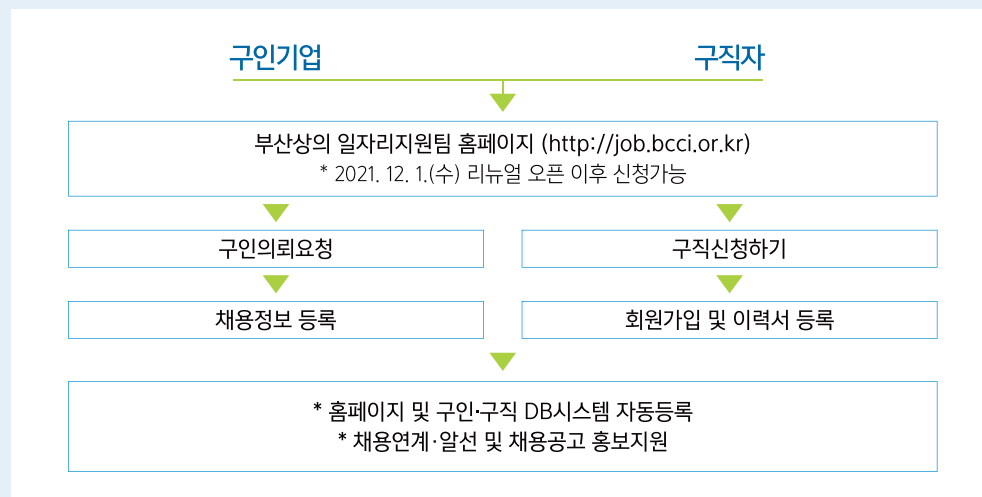 구인기업
구직자
부산상의 일자리지원팀 홈페이지 (http://job.bcci.or.kr)
* 2021. 12. 1.(수) 리뉴얼 오픈 이후 신청가능
구인의뢰요청
구직신청하기
채용정보 등록
회원가입 및 이력서 등록
* 홈페이지 및 구인·구직 DB시스템 자동등록
* 채용연계·알선 및 채용공고 홍보지원